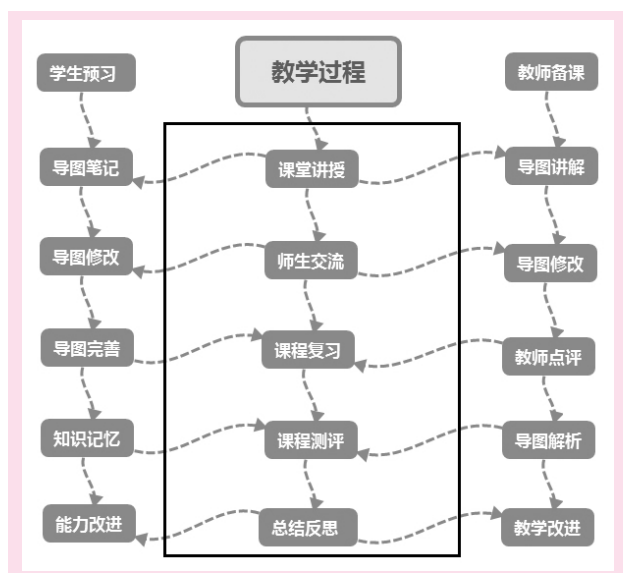 教学过程
学生预习
教师备课
导图笔记
课堂讲授
导图讲解
导图修改
师生交流
导图修改
导图完善
课程复习
教师点评
知识记忆
课程测评
导图解析
能力改进
总结反思
教学改进